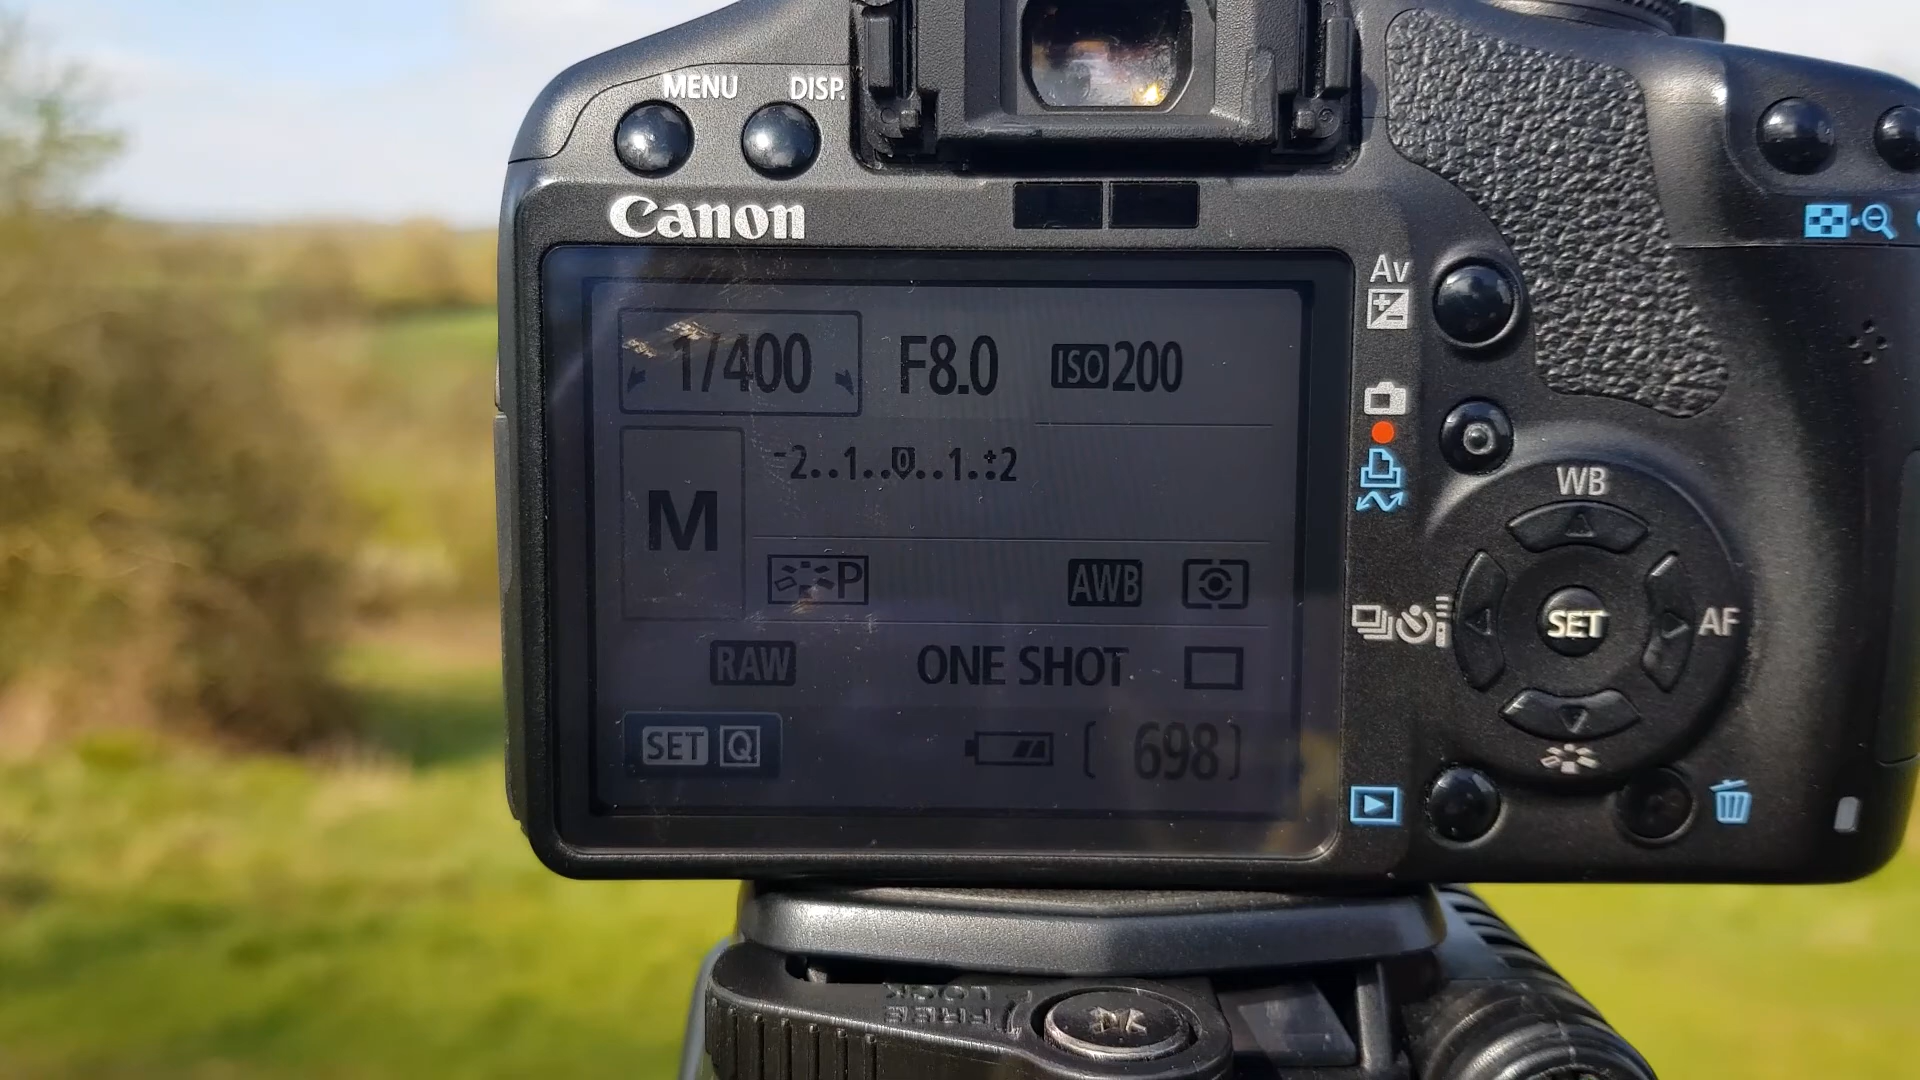 MENU DISP.
Canon
Av
1/400 F8.0 ISO 200
-2..1..0..1.+2
WB
M
P AWB
SET AF
RAW ONE SHOT
SET Q [ 698]
LOCK
FREE